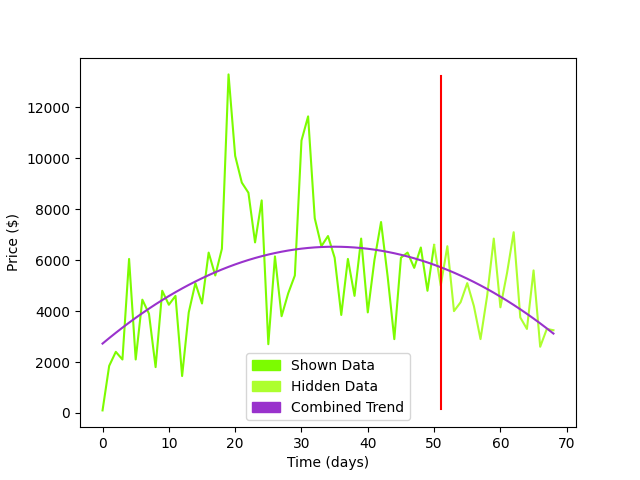 Price ($)
12000
10000
8000
6000
4000
2000
0
Shown Data
Hidden Data
Combined Trend
0 10 20 30 40 50 60 70
Time (days)